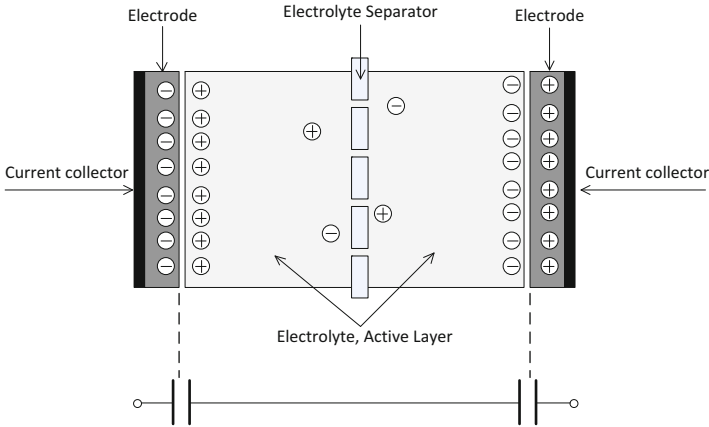 Electrolyte Separator
Electrode
Electrode
Current collector
Current collector
Electrolyte, Active Layer